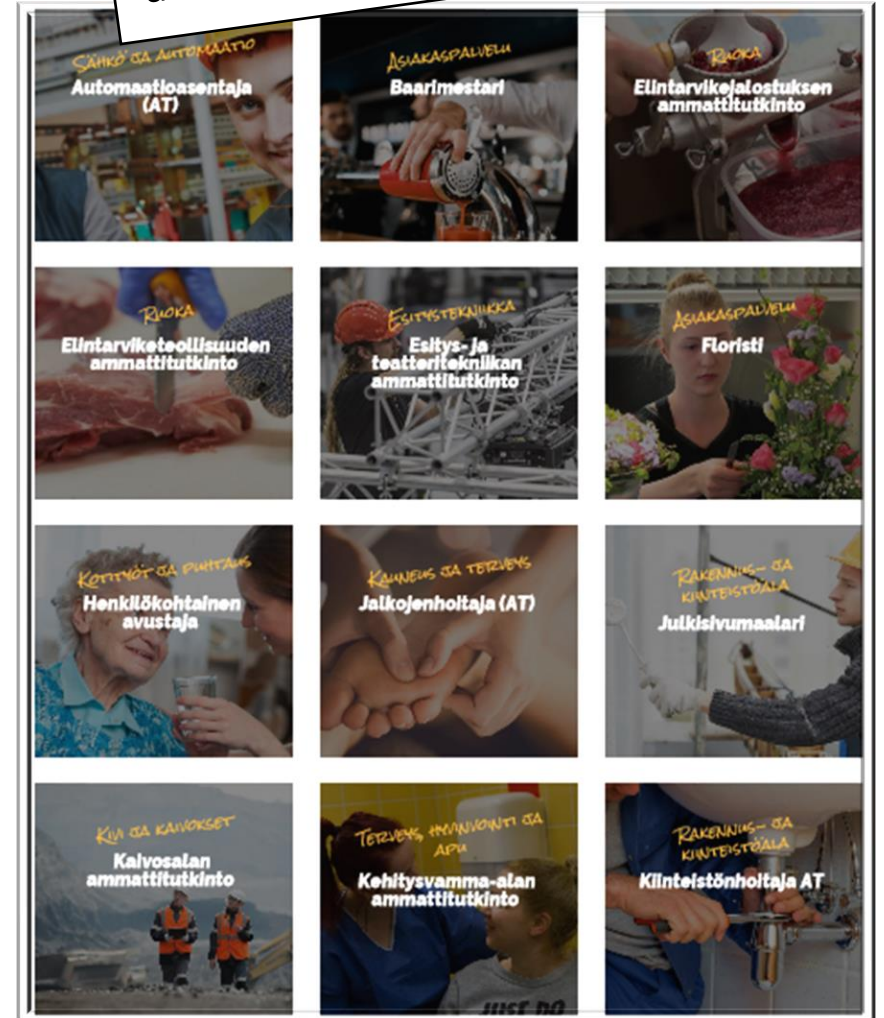 SÄHKÖ JA AUTOMAATIO
Automaatioasentaja
(AT)
ASIAKASPALVELU
Baarimestari
RUOKA
Elintarvikejalostuksen
ammattitutkinto
RUOKA
Elintarviketeollisuuden
ammattitutkinto
ESITYSTEKNIIKKA
Esitys- ja
teatteritekniikan
ammattitutkinto
ASIAKASPALVELU
Floristi
KOTITYÖT JA PUHTAUS
Henkilökohtainen
avustaja
KAUNEUS JA TERVEYS
Jalkojenhoitaja (AT)
RAKENNUS- JA
KIINTEISTÖALA
Julkisivumaalari
KIVI JA KAIVOKSET
Kaivosalan
ammattitutkinto
TERVEYS, HYVINVOINTI JA
APU
Kehitysvamma-alan
ammattitutkinto
JUST DO
RAKENNUS- JA
KIINTEISTÖALA
Kiinteistönhoitaja AT